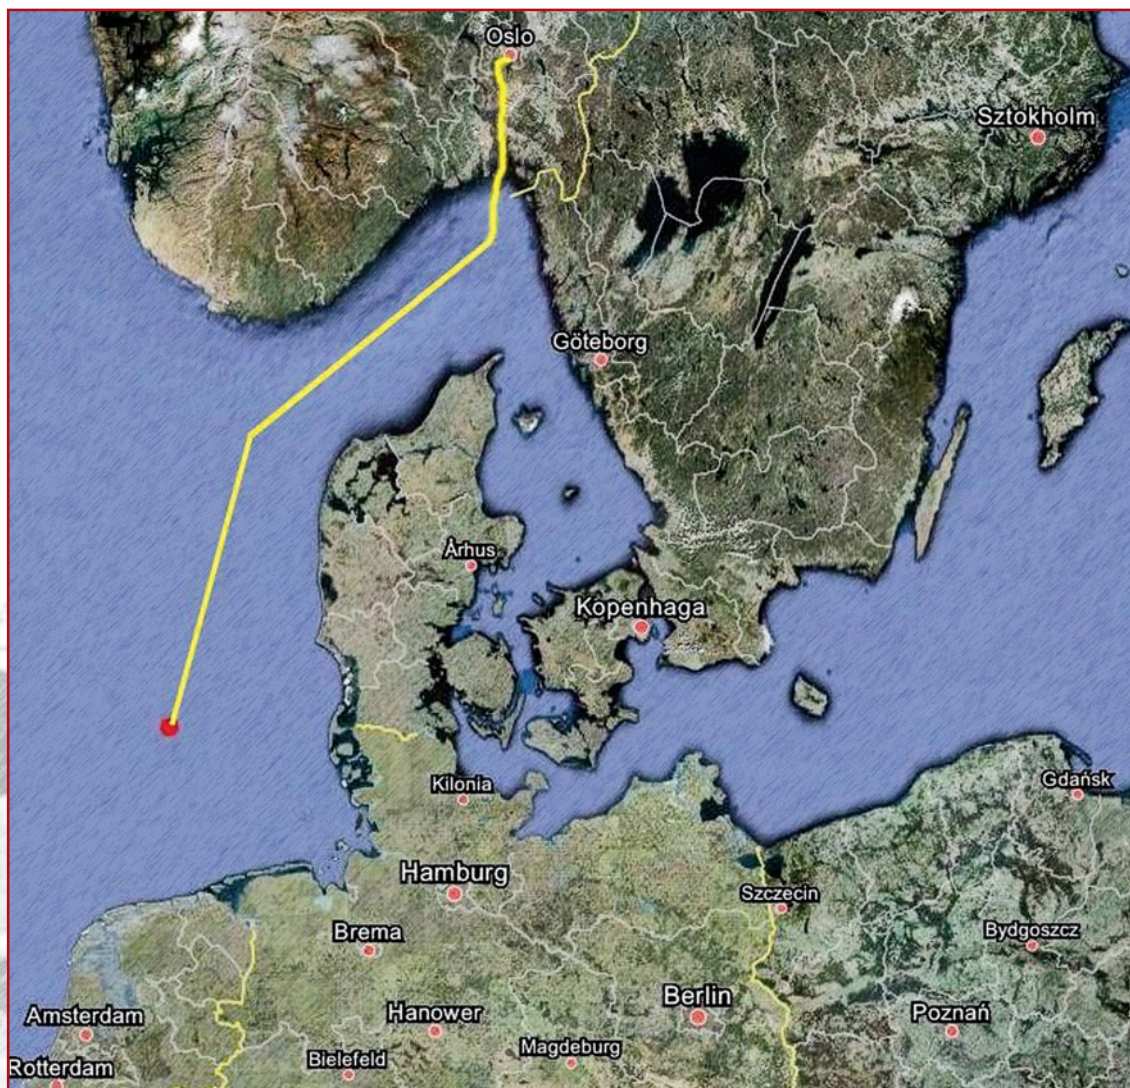 Oslo
Sztokholm
Göteborg
Århus
Kopenhaga
Kilonia
Gdańsk
Hamburg
Szczecin
Brema
Bydgoszcz
Berlin
Amsterdam
Hanower
Poznań
Magdeburg
Bielefeld
Rotterdam